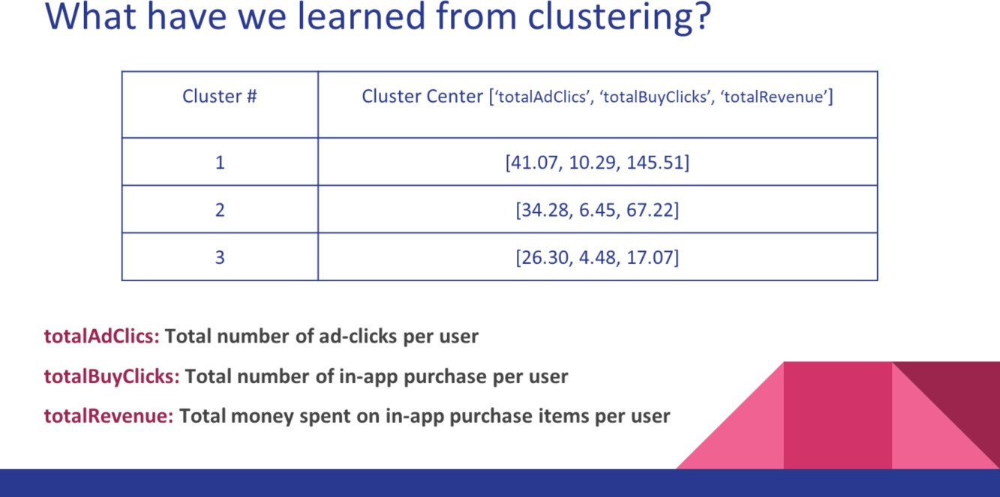 What have we learned from clustering?
Cluster # Cluster Center [‘totalAdClics’, ‘totalBuyClicks’, ‘totalRevenue’]
1 [41.07, 10.29, 145.51]
2 [34.28, 6.45, 67.22]
3 [26.30, 4.48, 17.07]
totalAdClics: Total number of ad-clicks per user
totalBuyClicks: Total number of in-app purchase per user
totalRevenue: Total money spent on in-app purchase items per user